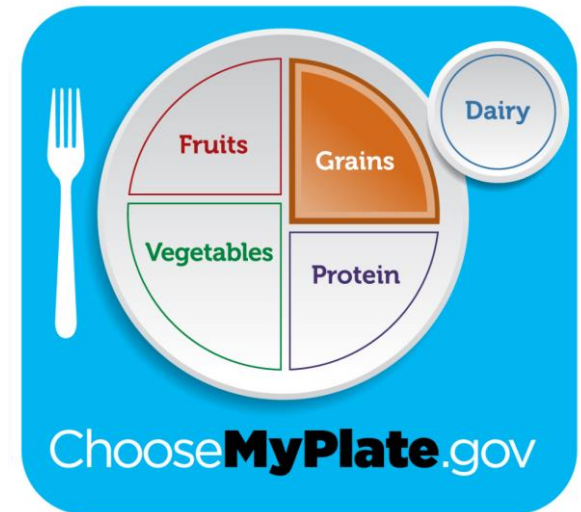 Dairy
Fruits
Grains
Vegetables
Protein
ChooseMyPlate.gov